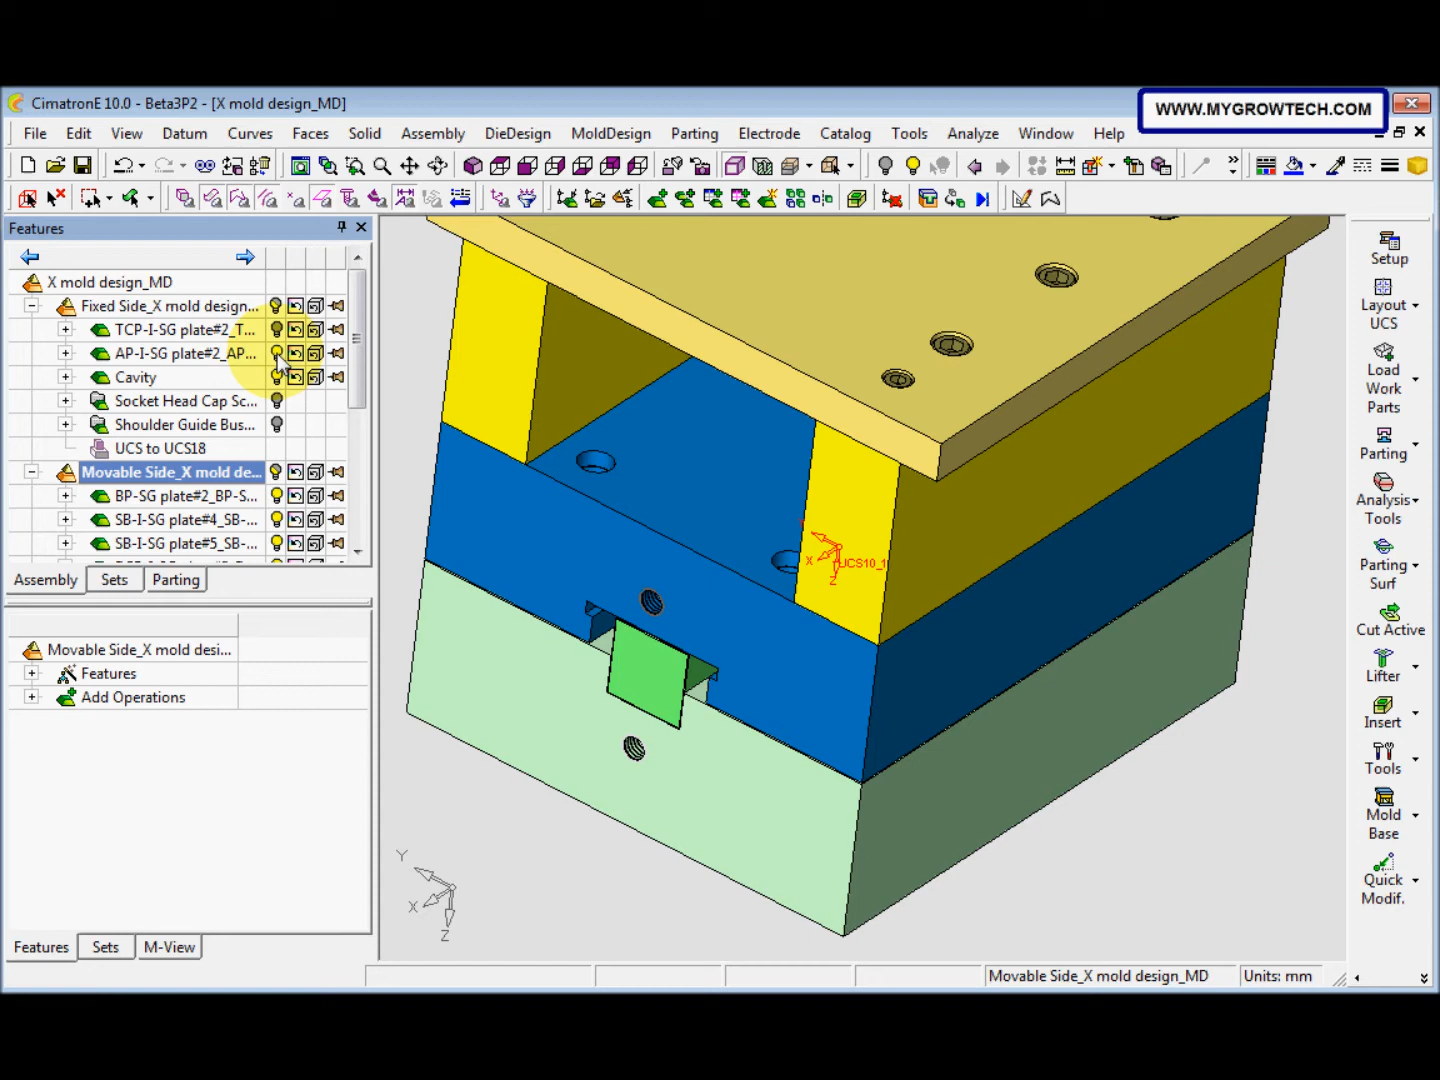 CimatronE 10.0 - Beta3P2 - [X mold design_MD]
WWW.MYGROWTECH.COM
File Edit View Datum Curves Faces Solid Assembly DieDesign MoldDesign Parting Electrode Catalog Tools Analyze Window Help
Features
X mold design_MD
Fixed Side_X mold design...
TCP-I-SG plate#2_T...
AP-I-SG plate#2_AP...
Cavity
Socket Head Cap Sc...
Shoulder Guide Bus...
UCS to UCS18
Movable Side_X mold de...
BP-SG plate#2_BP-S...
SB-I-SG plate#4_SB-...
SB-I-SG plate#5_SB-...
Assembly Sets Parting
Movable Side_X mold desi...
Features
Add Operations
Features Sets M-View
X
Z
Y
X
Z
Setup
Layout
UCS
Load
Work
Parts
Parting
Analysis
Tools
Parting
Surf
Cut Active
Lifter
Insert
Tools
Mold
Base
Quick
Modif.
Movable Side_X mold design_MD
Units: mm